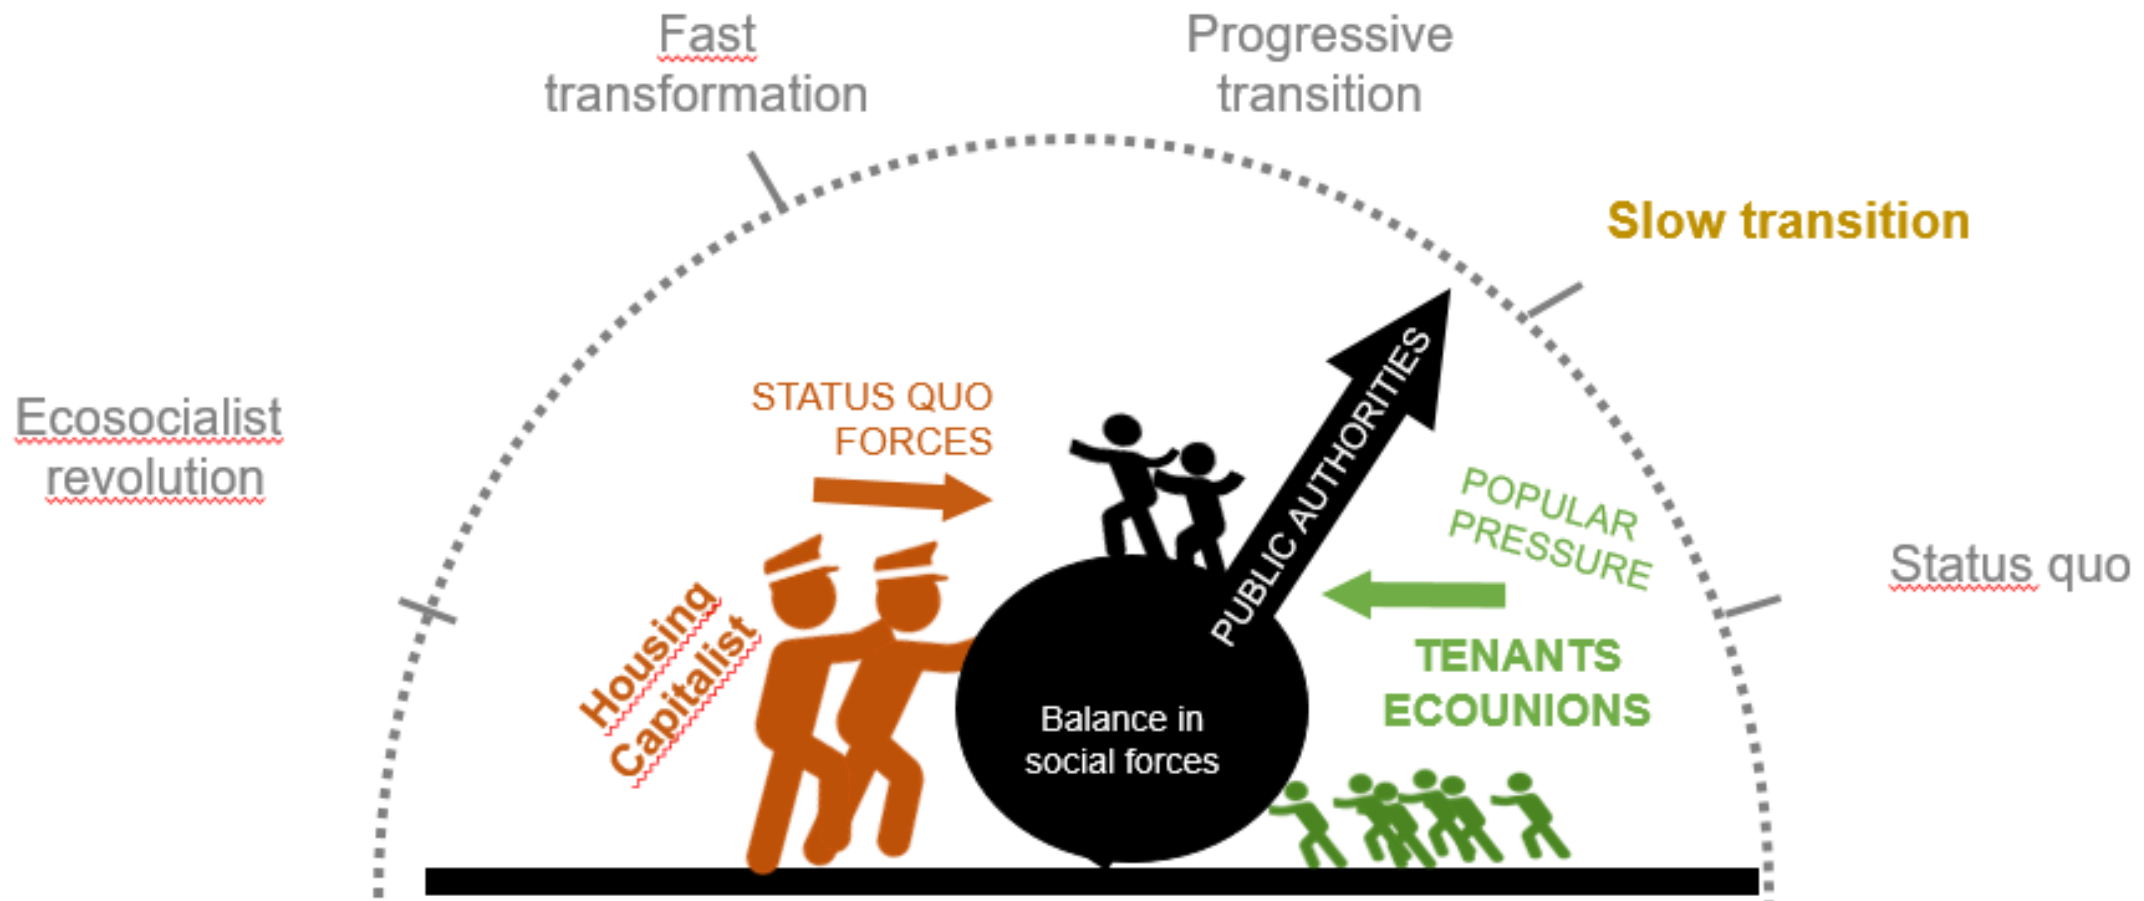 Fast
transformation
Progressive
transition
Slow transition
Ecosocialist
revolution
STATUS QUO
FORCES
PUBLIC AUTHORITIES
POPULAR
PRESSURE
Status quo
Housing
Capitalist
TENANTS
ECOUNIONS
Balance in
social forces